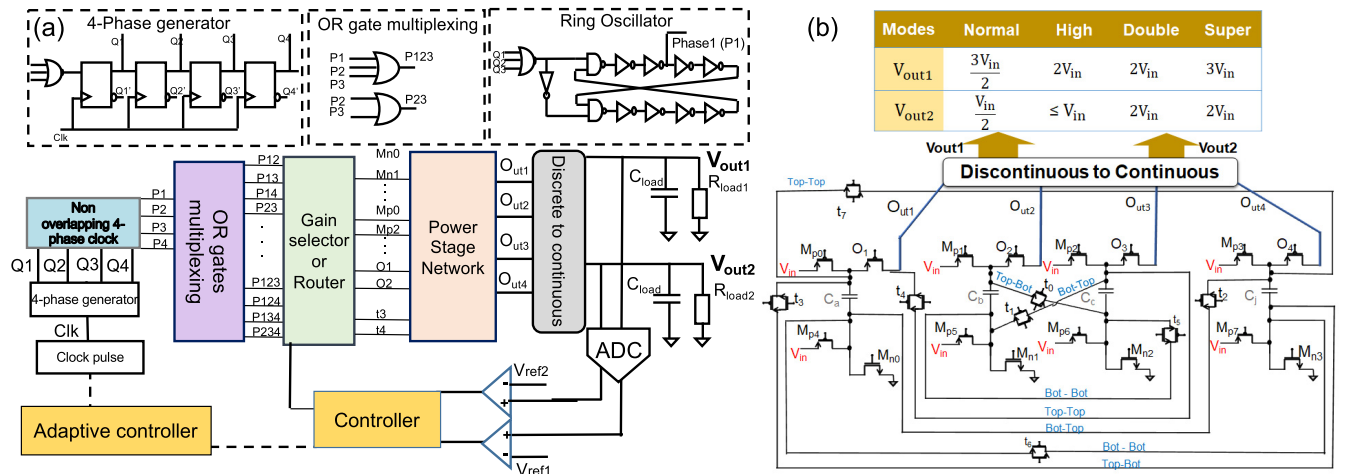 (a)
4-Phase generator
Q1
Q2
Q3
Q4
Q1'
Q2'
Q3'
Q4'
Clk
OR gate multiplexing
P1
P2
P3
P123
P2
P3
P23
Ring Oscillator
Q1
Q2
Q3
Phase1 (P1)
Non
overlapping 4-
phase clock
P1
P2
P3
P4
Q1
Q2
Q3
Q4
4-phase generator
Clk
Clock pulse
Adaptive controller
OR gates
multiplexing
P12
P13
P14
P23
P123
P124
P134
P234
Gain
selector
or
Router
Mn0
Mn1
Mp0
Mp2
O1
O2
t3
t4
Power
Stage
Network
Out1
Out2
Out3
Out4
Discrete to continuous
Cload
Vout1
Rload1
Cload
Vout2
Rload2
ADC
Vref2
-
+
+
-
Vref1
Controller
(b)
Modes Normal High Double Super
Vout1 3Vin/2 2Vin 2Vin 3Vin
Vout2 Vin/2 ≤ Vin 2Vin 2Vin
Vout1
Vout2
Discontinuous to Continuous
Top-Top
t7
Out1
Out2
Out3
Out4
Mp0
O1
Vin
Mp1
O2
Vin
Mp2
O3
Vin
Mp3
O4
Vin
Top-Bot
t0
Bot-Top
t1
t3
Ca
t4
Cb
Cc
t2
Cj
Mp4
Vin
Mn0
Mp5
Vin
Mn1
Mp6
Vin
Mn2
t5
Mp7
Vin
Mn3
Bot - Bot
Top-Top
Bot-Top
t6
Bot - Bot
Top-Bot